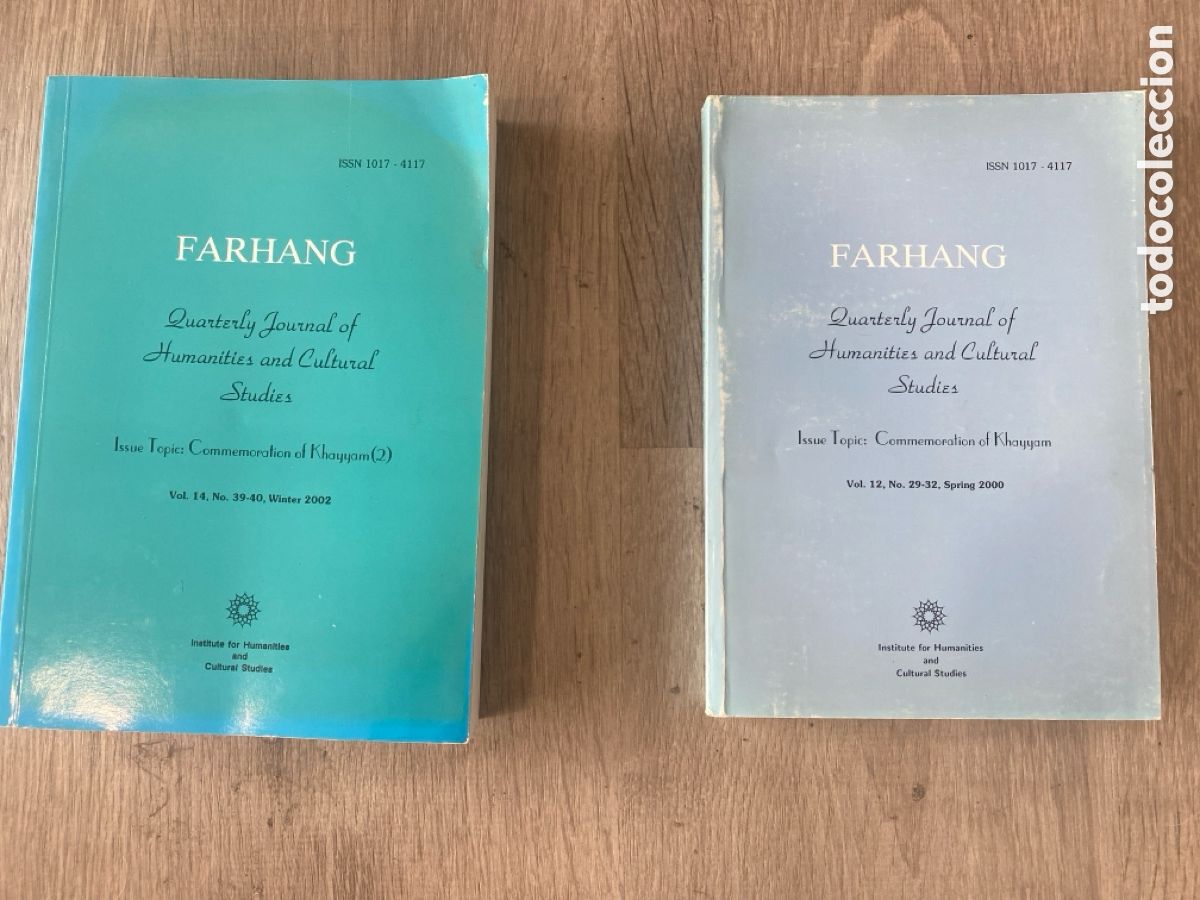 ISSN 1017 - 4117
FARHANG
Quarterly Journal of
Humanities and Cultural
Studies
Issue Topic: Commemoration of Khayyam(2)
Vol. 14, No. 39-40, Winter 2002
Institute for Humanities
and
Cultural Studies
ISSN 1017 - 4117
FARHANG
Quarterly Journal of
Humanities and Cultural
Studies
Issue Topic: Commemoration of Khayyam
Vol. 12, No. 29-32, Spring 2000
Institute for Humanities
and
Cultural Studies
todocoleccion